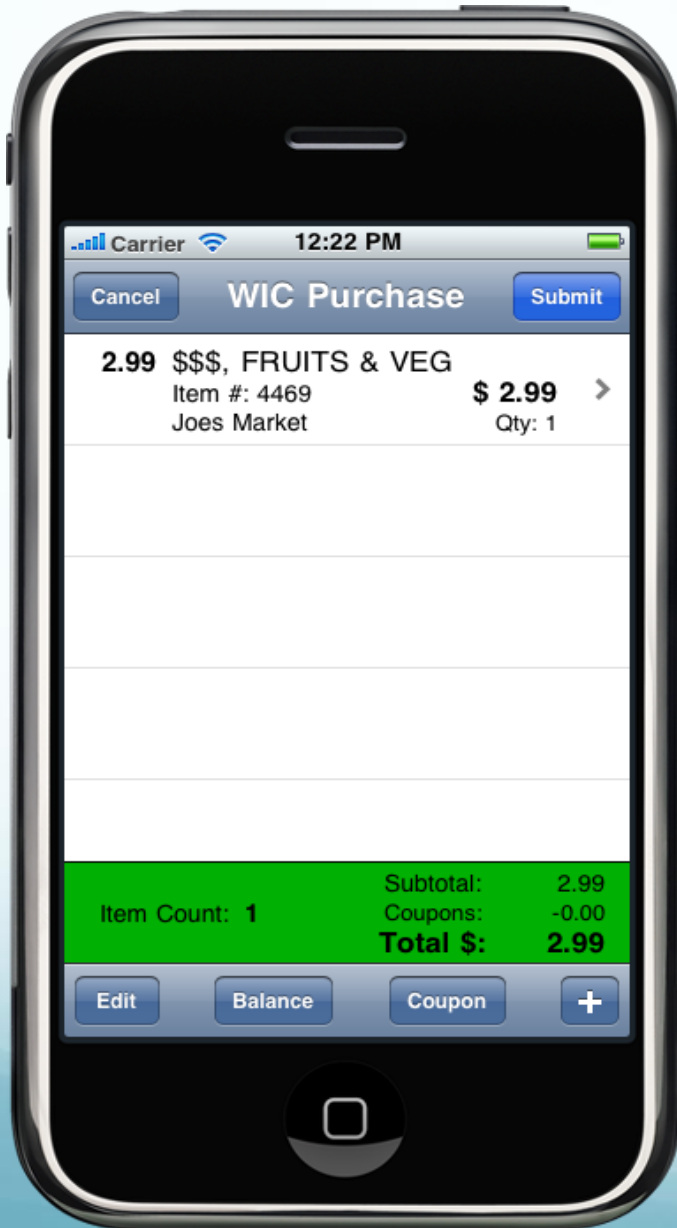 Carrier 12:22 PM
Cancel WIC Purchase Submit
2.99 $$$, FRUITS & VEG
Item #: 4469 $ 2.99
Joes Market Qty: 1
Subtotal: 2.99
Item Count: 1 Coupons: -0.00
Total $: 2.99
Edit Balance Coupon +